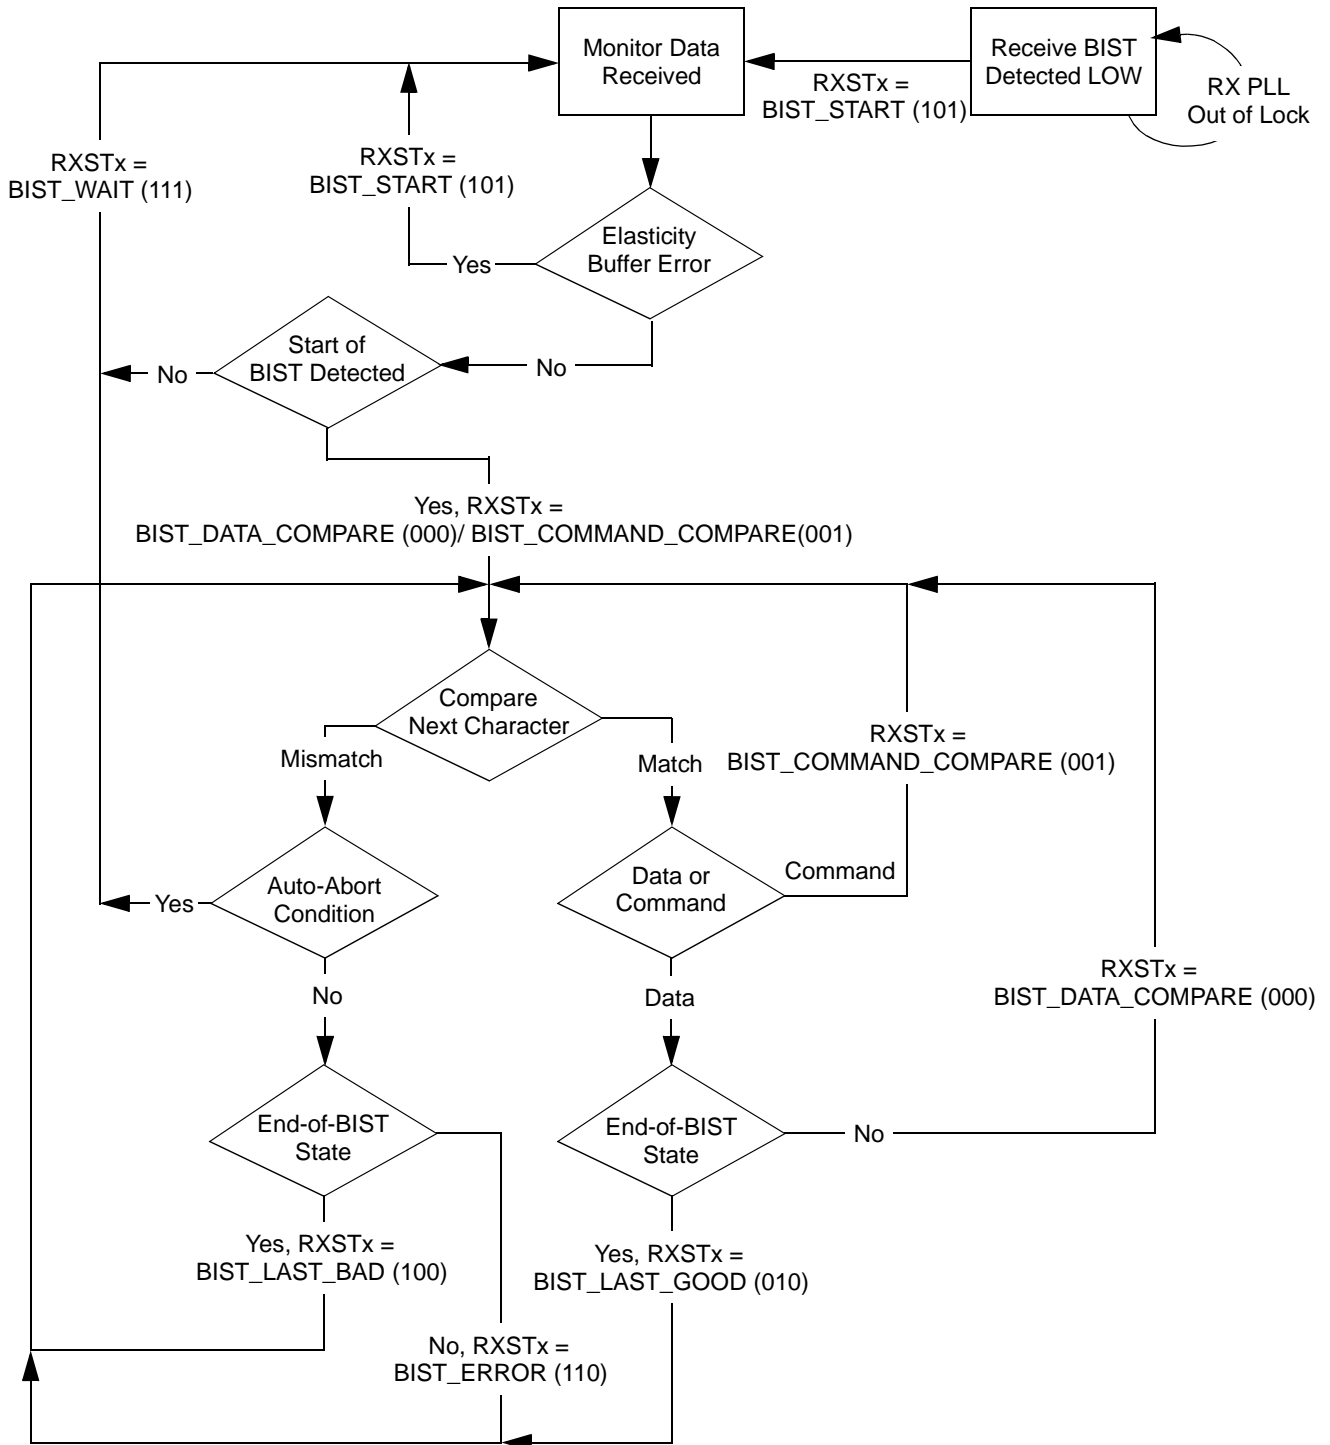 Monitor Data
Received
Receive BIST
Detected LOW
RX PLL
Out of Lock
RXSTx =
BIST_START (101)
RXSTx =
BIST_WAIT (111)
RXSTx =
BIST_START (101)
Elasticity
Buffer Error
Yes
Start of
BIST Detected
No
No
Yes, RXSTx =
BIST_DATA_COMPARE (000)/ BIST_COMMAND_COMPARE(001)
Compare
Next Character
Mismatch
Match
RXSTx =
BIST_COMMAND_COMPARE (001)
Auto-Abort
Condition
Yes
Data or
Command
Command
No
Data
RXSTx =
BIST_DATA_COMPARE (000)
End-of-BIST
State
End-of-BIST
State
No
Yes, RXSTx =
BIST_LAST_BAD (100)
Yes, RXSTx =
BIST_LAST_GOOD (010)
No, RXSTx =
BIST_ERROR (110)